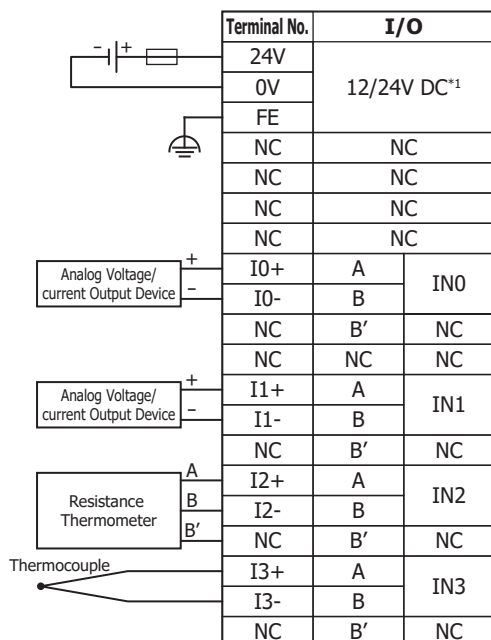 Terminal No. I/O
- + 24V
0V 12/24V DC*1
FE
NC NC
NC NC
NC NC
NC NC
Analog Voltage/
current Output Device
+ I0+ A IN0
- I0- B
NC B′ NC
NC NC NC
Analog Voltage/
current Output Device
+ I1+ A IN1
- I1- B
NC B′ NC
Resistance
Thermometer
A I2+ A IN2
B I2- B
B′ NC B′ NC
Thermocouple
I3+ A IN3
I3- B
NC B′ NC